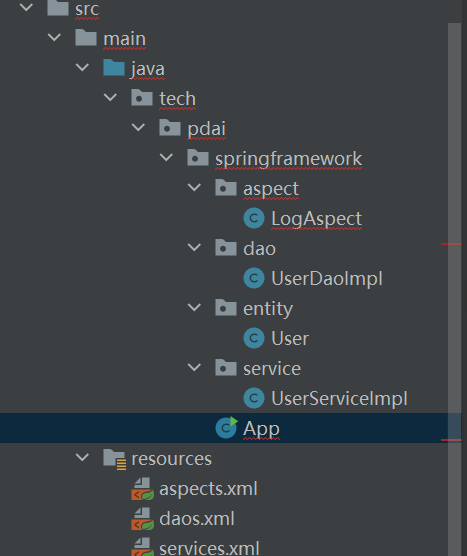 src
main
java
tech
pdai
springframework
aspect
LogAspect
dao
UserDaoImpl
entity
User
service
UserServiceImpl
App
resources
aspects.xml
daos.xml
services.xml